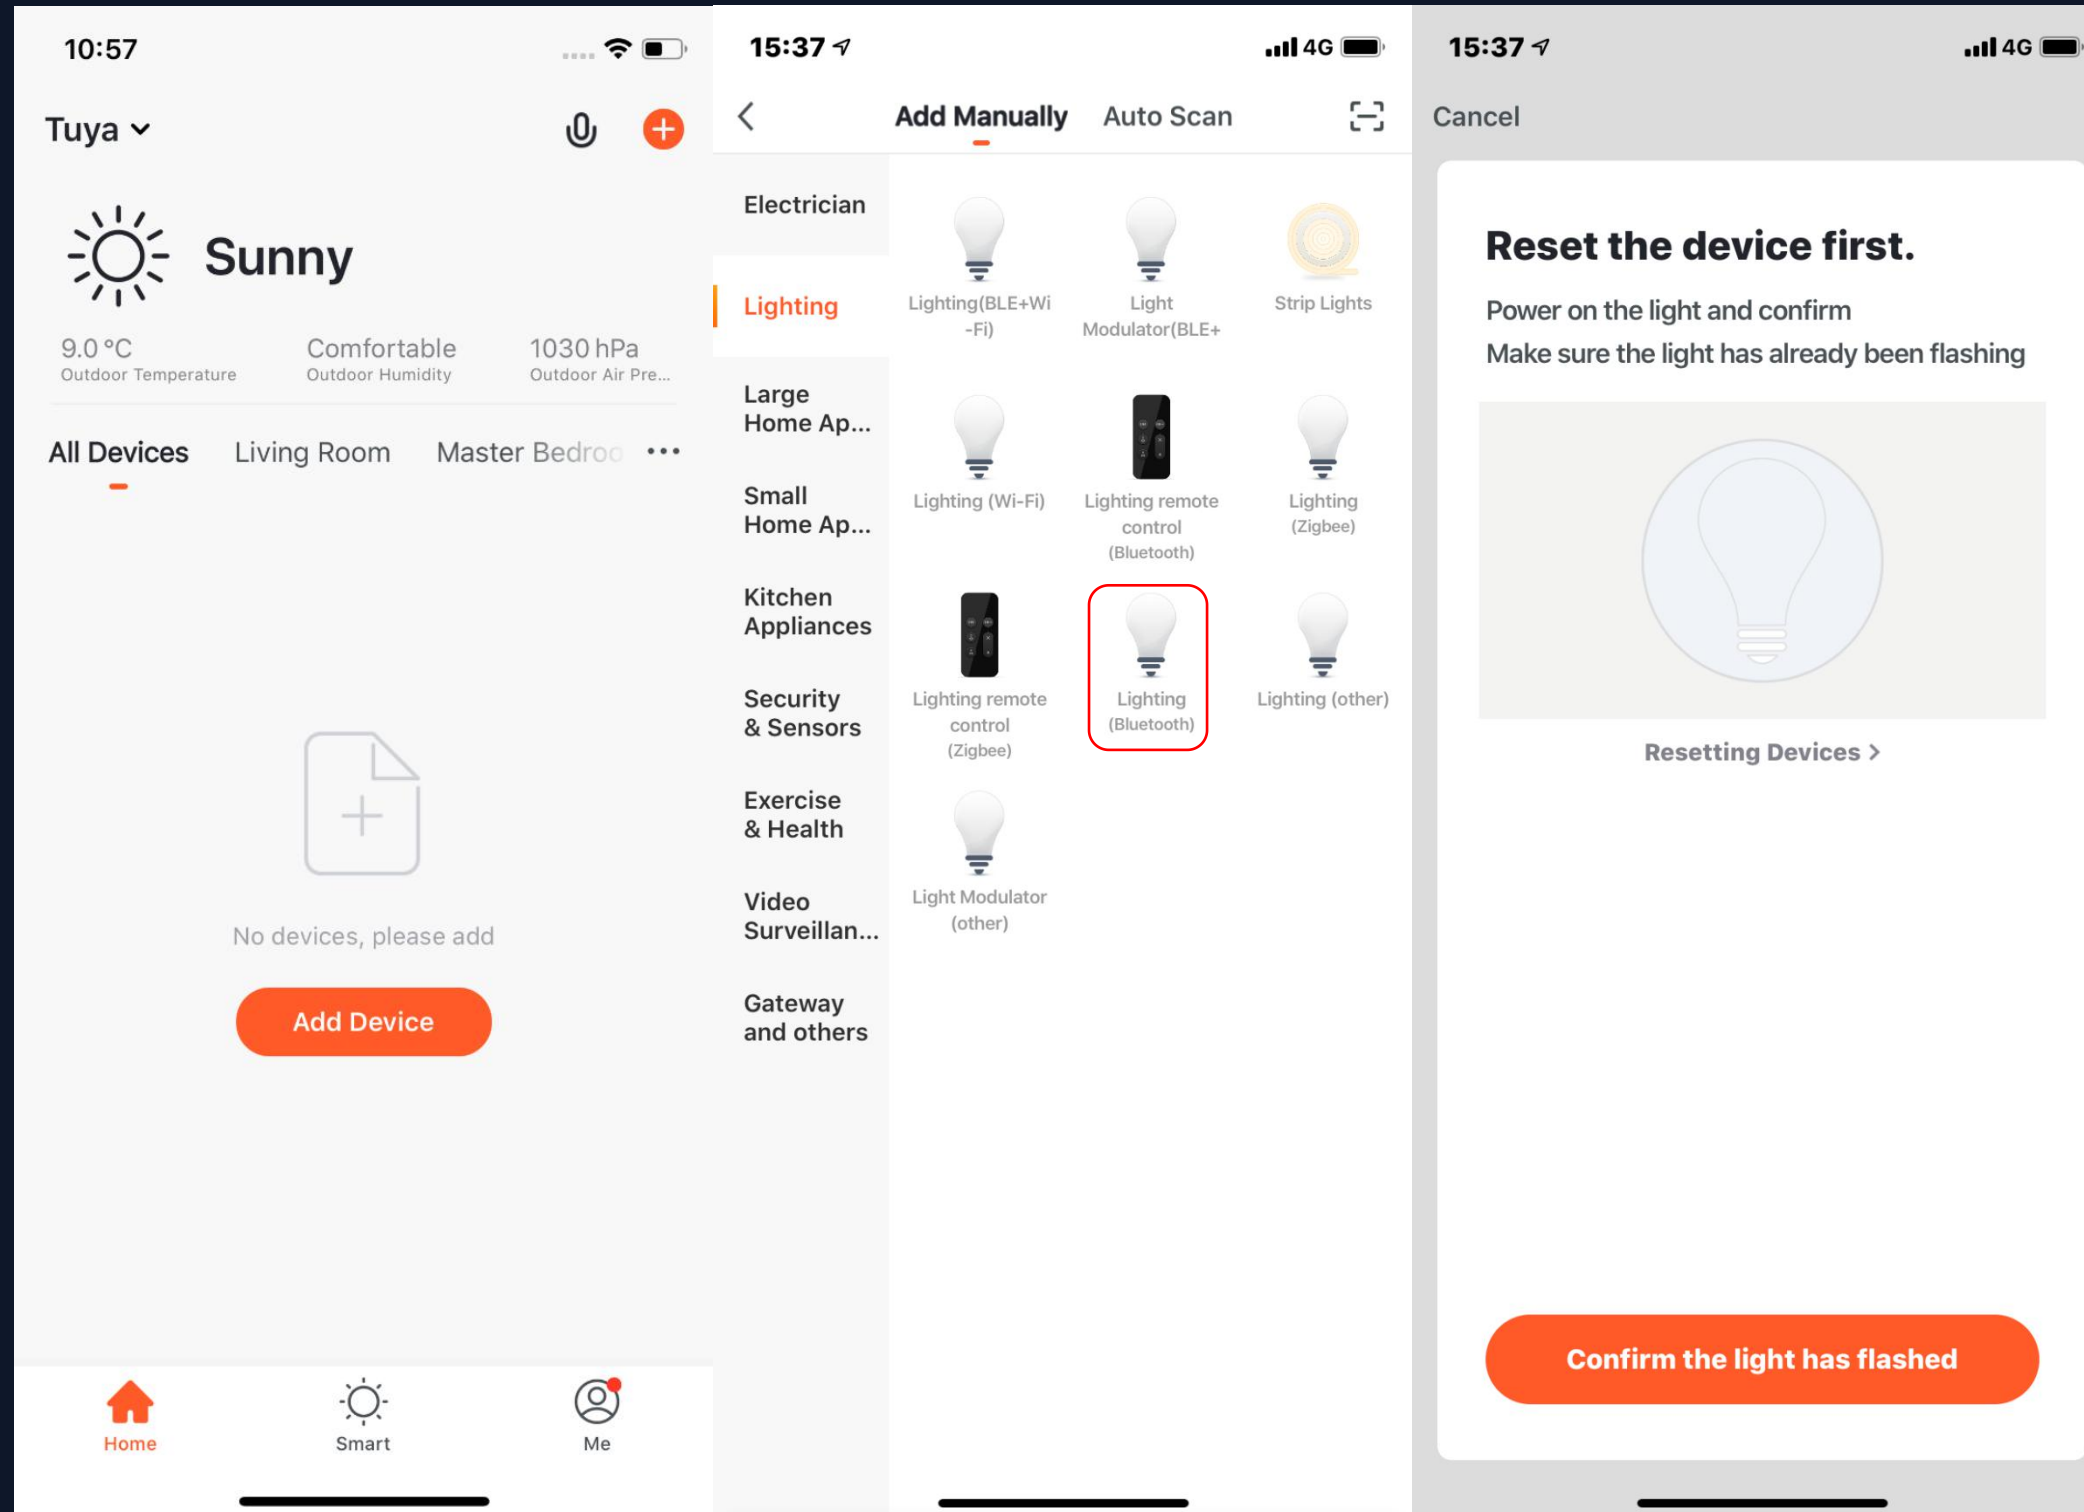 10:57
Tuya
Sunny
9.0 °C
Outdoor Temperature
Comfortable
Outdoor Humidity
1030 hPa
Outdoor Air Pre...
All Devices
Living Room
Master Bedroo
No devices, please add
Add Device
Home
Smart
Me
15:37
4G
Add Manually
Auto Scan
Electrician
Lighting
Large
Home Ap...
Small
Home Ap...
Kitchen
Appliances
Security
& Sensors
Exercise
& Health
Video
Surveillan...
Gateway
and others
Lighting(BLE+Wi
-Fi)
Light
Modulator(BLE+
Strip Lights
Lighting (Wi-Fi)
Lighting remote
control
(Bluetooth)
Lighting
(Zigbee)
Lighting remote
control
(Zigbee)
Lighting
(Bluetooth)
Lighting (other)
Light Modulator
(other)
15:37
4G
Cancel
Reset the device first.
Power on the light and confirm
Make sure the light has already been flashing
Resetting Devices >
Confirm the light has flashed